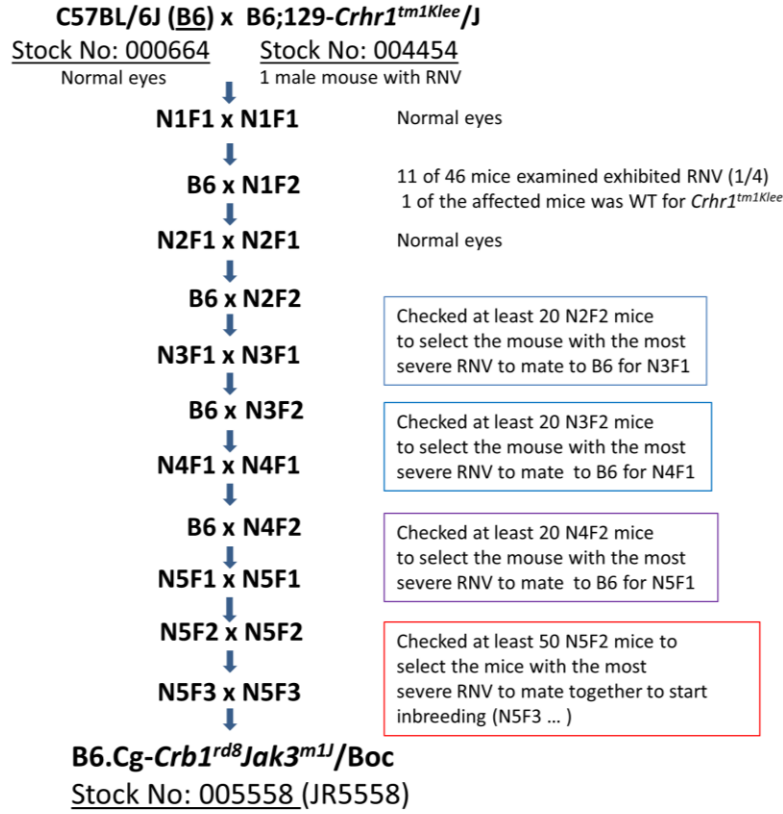 C57BL/6J (B6) x B6;129-Crhr1tm1Klee/J
Stock No: 000664 Stock No: 004454
Normal eyes 1 male mouse with RNV
N1F1 x N1F1 Normal eyes
B6 x N1F2
11 of 46 mice examined exhibited RNV (1/4)
1 of the affected mice was WT for Crhr1tm1Klee
N2F1 x N2F1 Normal eyes
B6 x N2F2
Checked at least 20 N2F2 mice
to select the mouse with the most
severe RNV to mate to B6 for N3F1
N3F1 x N3F1
B6 x N3F2
Checked at least 20 N3F2 mice
to select the mouse with the most
severe RNV to mate to B6 for N4F1
N4F1 x N4F1
B6 x N4F2
Checked at least 20 N4F2 mice
to select the mouse with the most
severe RNV to mate to B6 for N5F1
N5F1 x N5F1
N5F2 x N5F2
Checked at least 50 N5F2 mice to
select the mice with the most
severe RNV to mate together to start
inbreeding (N5F3 ... )
N5F3 x N5F3
B6.Cg-Crb1rd8Jak3m1J/Boc
Stock No: 005558 (JR5558)